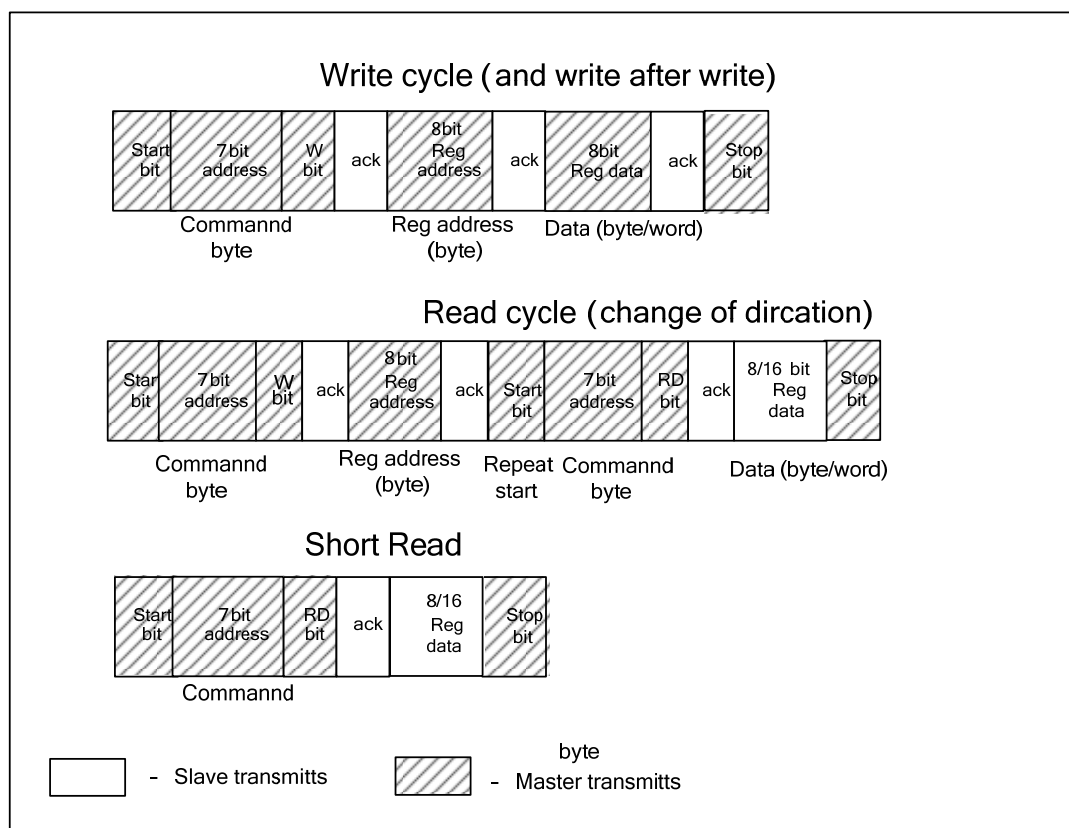 Write cycle (and write after write)
Start bit
7bit address
W bit
ack
8bit Reg address
ack
8bit Reg data
ack
Stop bit
Commannd byte
Reg address (byte)
Data (byte/word)
Read cycle (change of dircation)
Start bit
7bit address
W bit
ack
8bit Reg address
ack
Start bit
7bit address
RD bit
ack
8/16 bit Reg data
Stop bit
Commannd byte
Reg address (byte)
Repeat start
Commannd byte
Data (byte/word)
Short Read
Start bit
7bit address
RD bit
ack
8/16 Reg data
Stop bit
Commannd
byte
- Slave transmitts
- Master transmitts